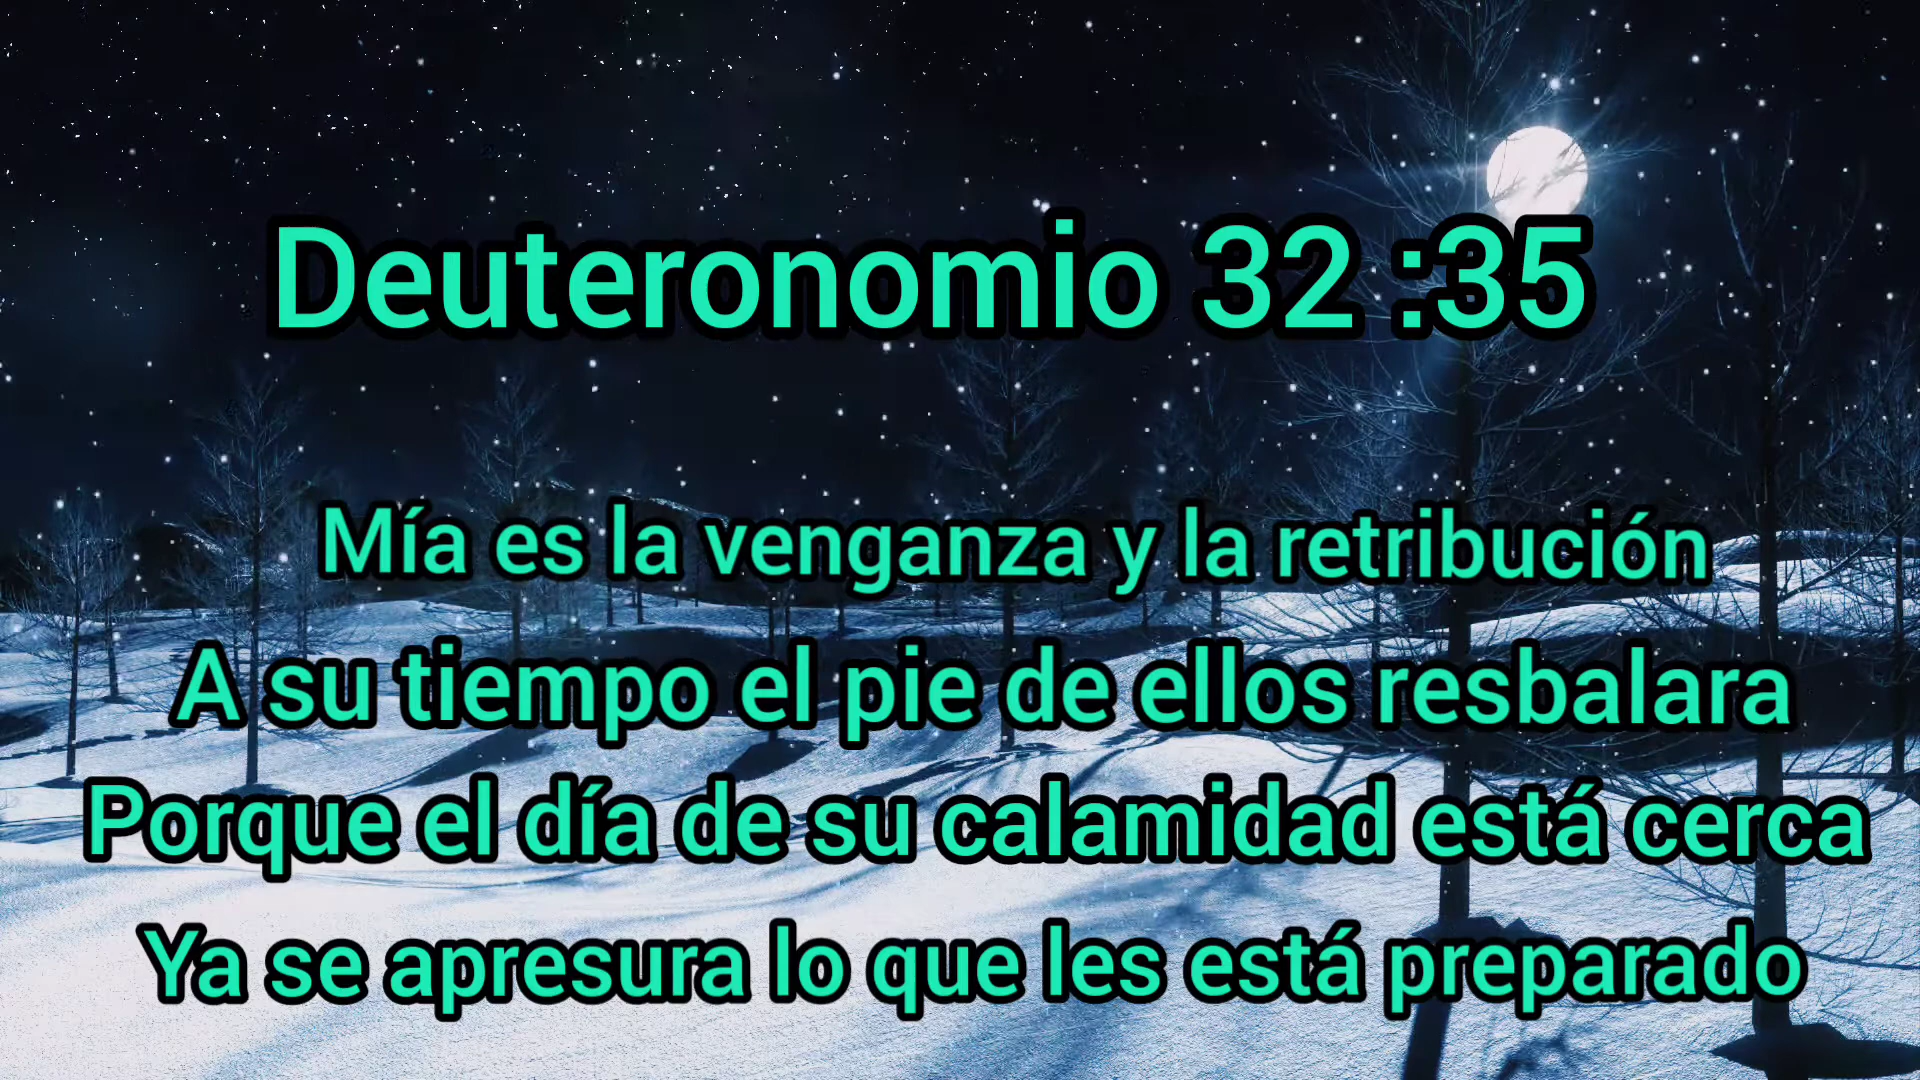 Deuteronomio 32 :35
Mía es la venganza y la retribución
A su tiempo el pie de ellos resbalara
Porque el día de su calamidad está cerca
Ya se apresura lo que les está preparado